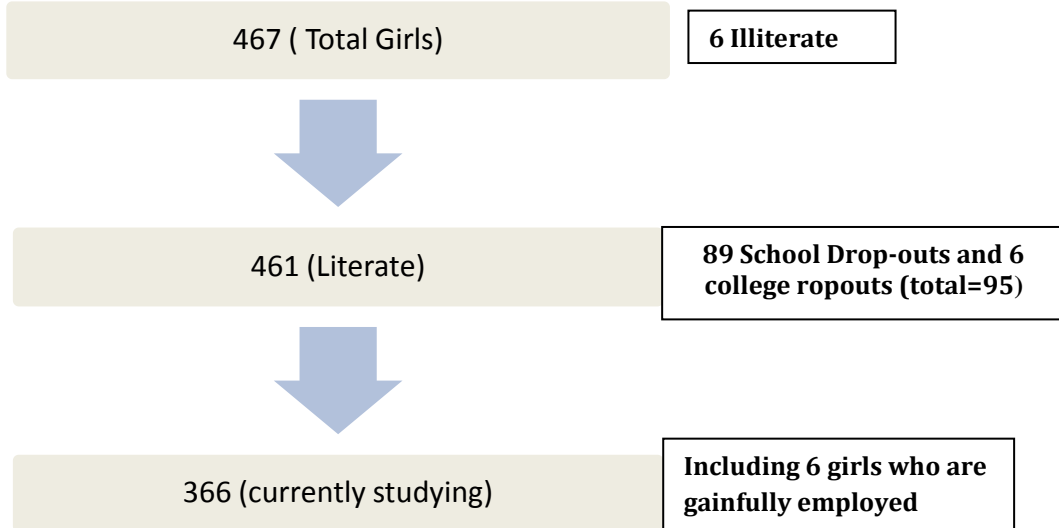 467 ( Total Girls)
6 Illiterate
461 (Literate)
89 School Drop-outs and 6
college ropouts (total=95)
366 (currently studying)
Including 6 girls who are
gainfully employed